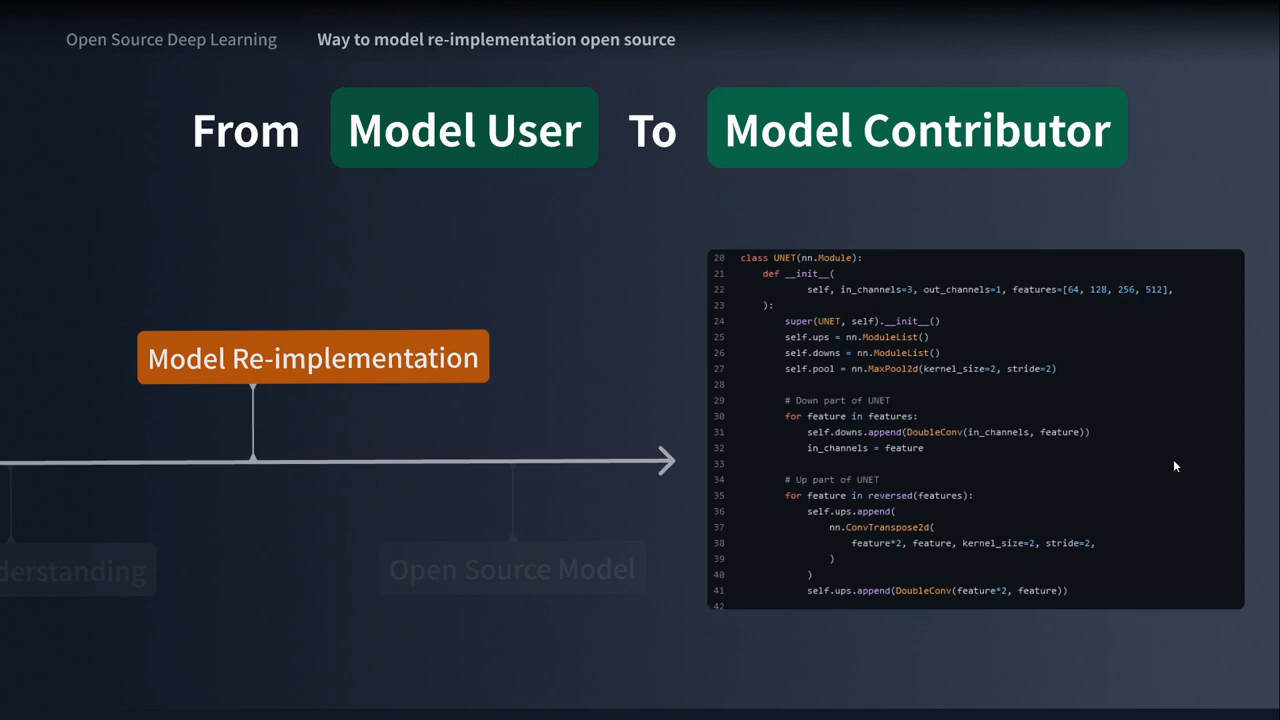 Open Source Deep Learning Way to model re-implementation open source
From Model User To Model Contributor
Model Re-implementation
Open Source Model
20 class UNET(nn.Module):
21 def __init__(
22 self, in_channels=3, out_channels=1, features=[64, 128, 256, 512],
23 ):
24 super(UNET, self).__init__()
25 self.ups = nn.ModuleList()
26 self.downs = nn.ModuleList()
27 self.pool = nn.MaxPool2d(kernel_size=2, stride=2)
28
29 # Down part of UNET
30 for feature in features:
31 self.downs.append(DoubleConv(in_channels, feature))
32 in_channels = feature
33
34 # Up part of UNET
35 for feature in reversed(features):
36 self.ups.append(
37 nn.ConvTranspose2d(
38 feature*2, feature, kernel_size=2, stride=2,
39 )
40 )
41 self.ups.append(DoubleConv(feature*2, feature))
42